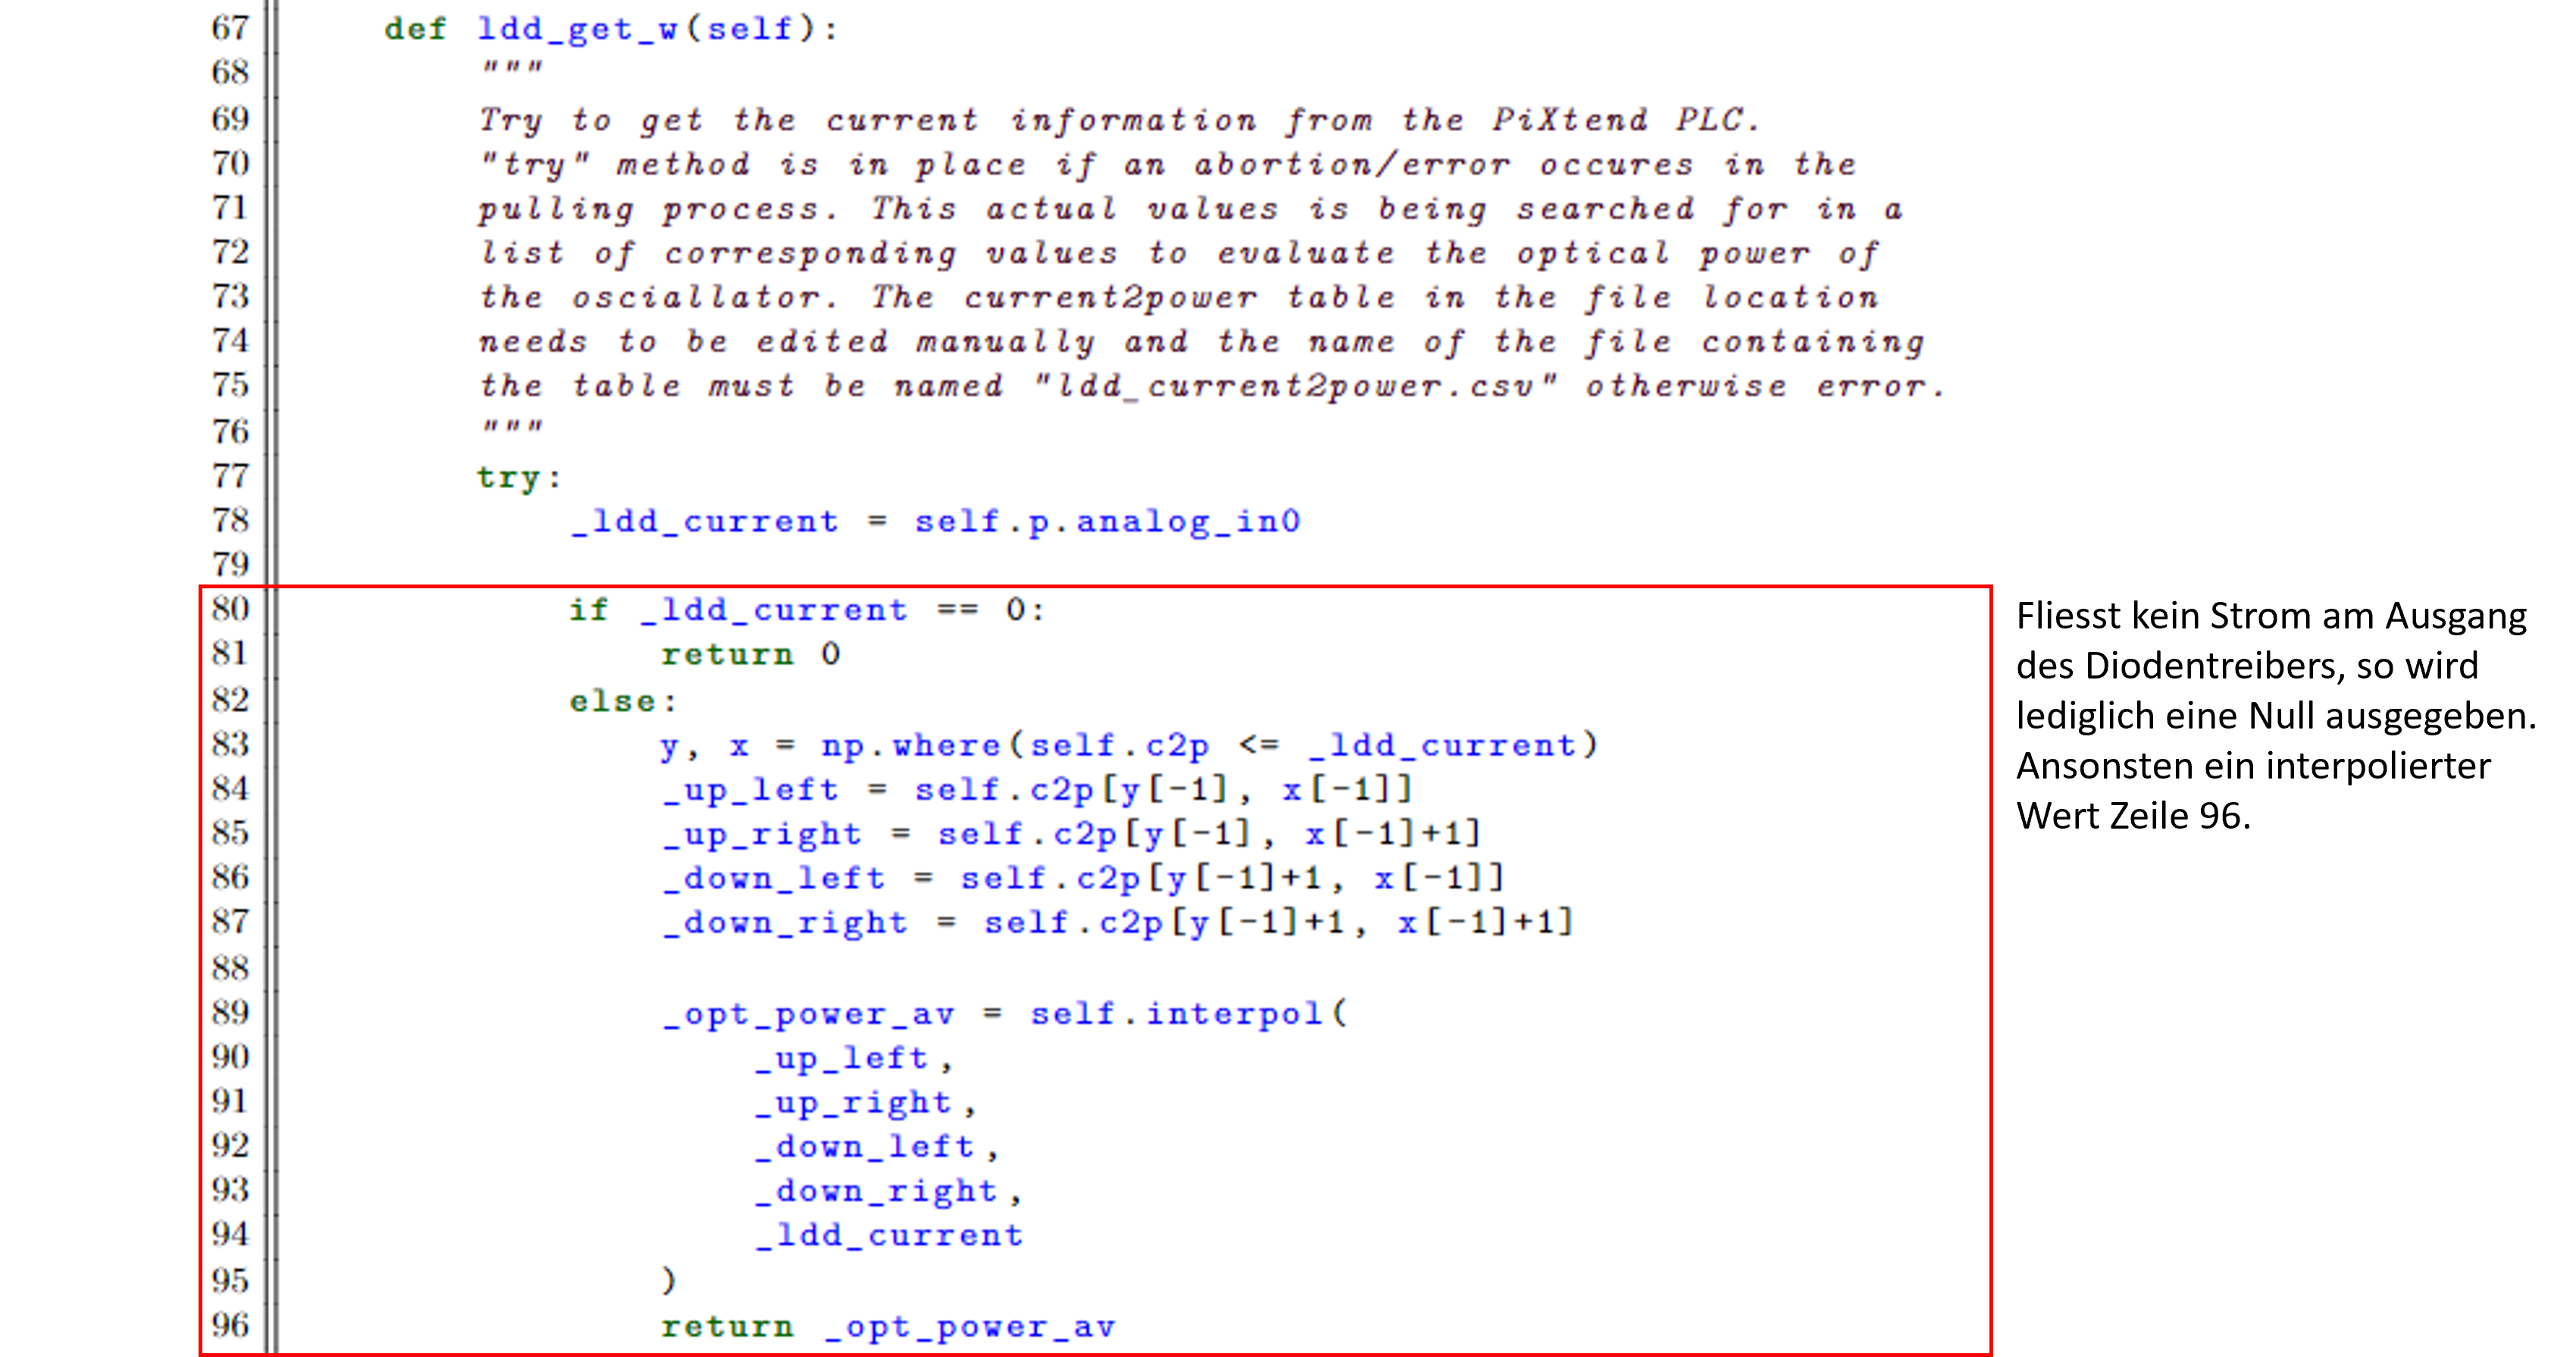 67 def ldd_get_w(self):
68 """
69 Try to get the current information from the PiXtend PLC.
70 "try" method is in place if an abortion/error occures in the
71 pulling process. This actual values is being searched for in a
72 list of corresponding values to evaluate the optical power of
73 the osciallator. The current2power table in the file location
74 needs to be edited manually and the name of the file containing
75 the table must be named "ldd_current2power.csv" otherwise error.
76 """
77 try:
78 _ldd_current = self.p.analog_in0
79
80 if _ldd_current == 0:
81 return 0
82 else:
83 y, x = np.where(self.c2p <= _ldd_current)
84 _up_left = self.c2p[y[-1], x[-1]]
85 _up_right = self.c2p[y[-1], x[-1]+1]
86 _down_left = self.c2p[y[-1]+1, x[-1]]
87 _down_right = self.c2p[y[-1]+1, x[-1]+1]
88
89 _opt_power_av = self.interpol(
90 _up_left,
91 _up_right,
92 _down_left,
93 _down_right,
94 _ldd_current
95 )
96 return _opt_power_av
Fliesst kein Strom am Ausgang
des Diodentreibers, so wird
lediglich eine Null ausgegeben.
Ansonsten ein interpolierter
Wert Zeile 96.